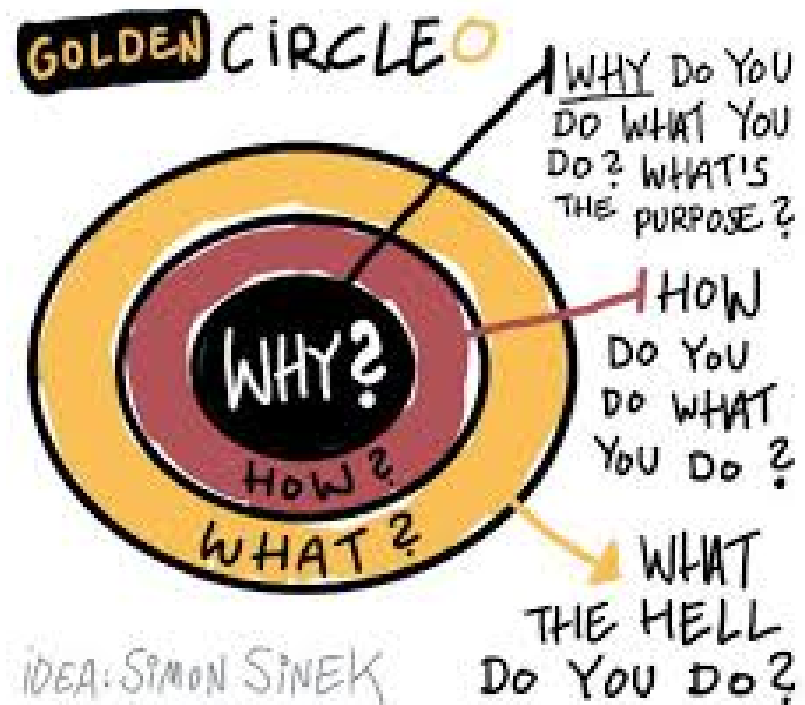 GOLDEN CIRCLE
WHY DO YOU
DO WHAT YOU
DO? WHAT'S
THE PURPOSE?
WHY?
HOW?
WHAT?
HOW
DO YOU
DO WHAT
YOU DO?
WHAT
THE HELL
DO YOU DO?
iDEA: SiMON SiNEK